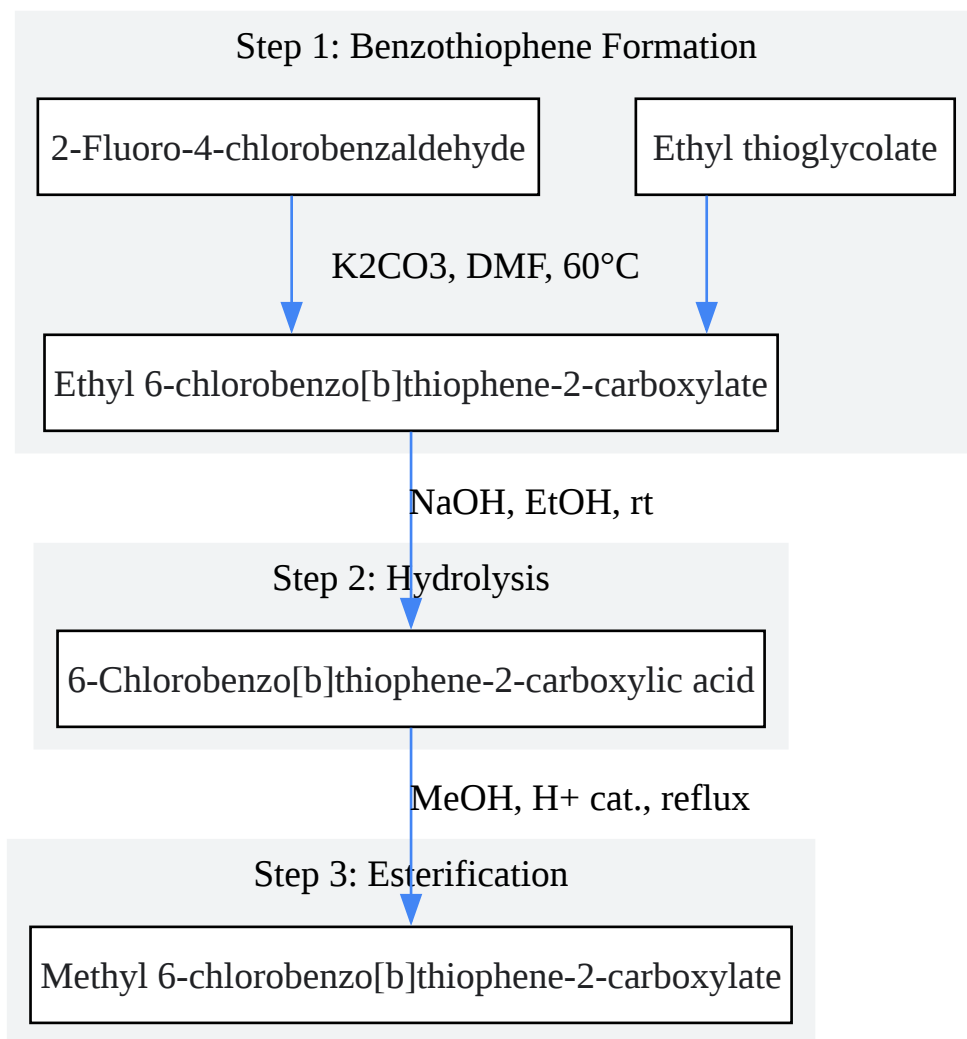 Step 1: Benzothiophene Formation
2-Fluoro-4-chlorobenzaldehyde
Ethyl thioglycolate
K2CO3, DMF, 60°C
Ethyl 6-chlorobenzo[b]thiophene-2-carboxylate
NaOH, EtOH, rt
Step 2: Hydrolysis
6-Chlorobenzo[b]thiophene-2-carboxylic acid
MeOH, H+ cat., reflux
Step 3: Esterification
Methyl 6-chlorobenzo[b]thiophene-2-carboxylate